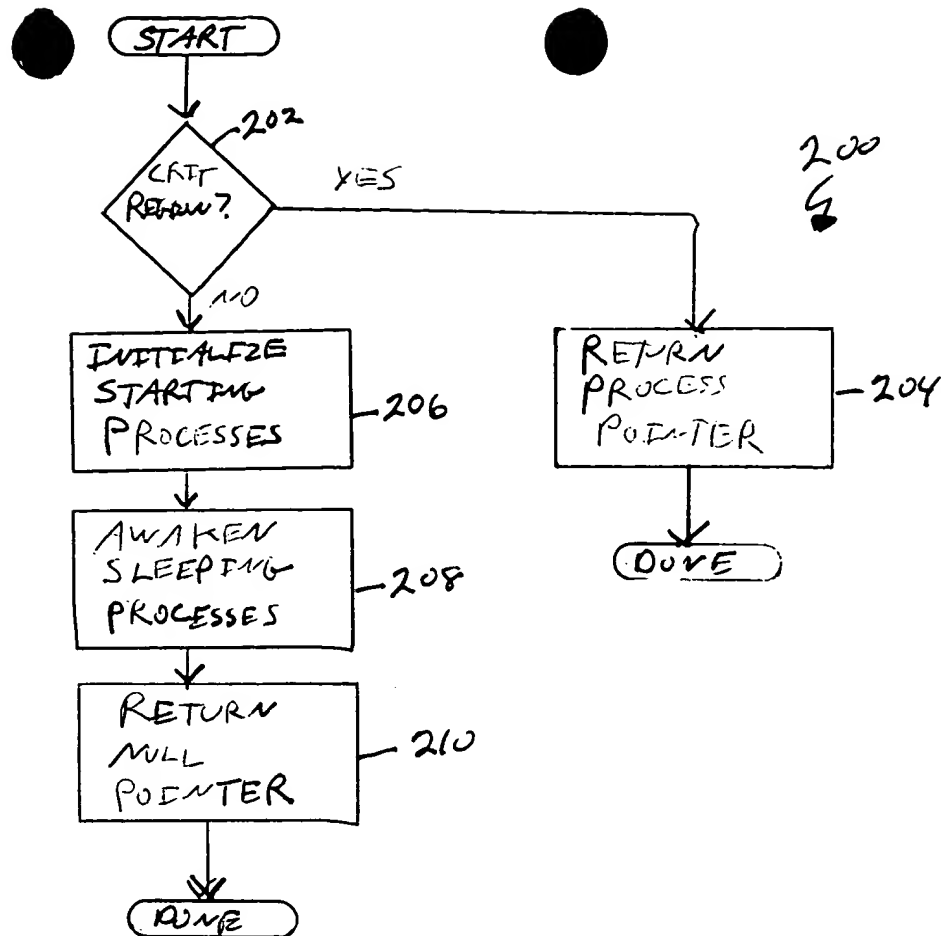 START
202
CRIT
REGION?
YES
200
NO
INITIALIZE
STARTING
PROCESSES
206
RETURN
PROCESS
POINTER
204
AWAKEN
SLEEPING
PROCESSES
208
DONE
RETURN
NULL
POINTER
210
DONE